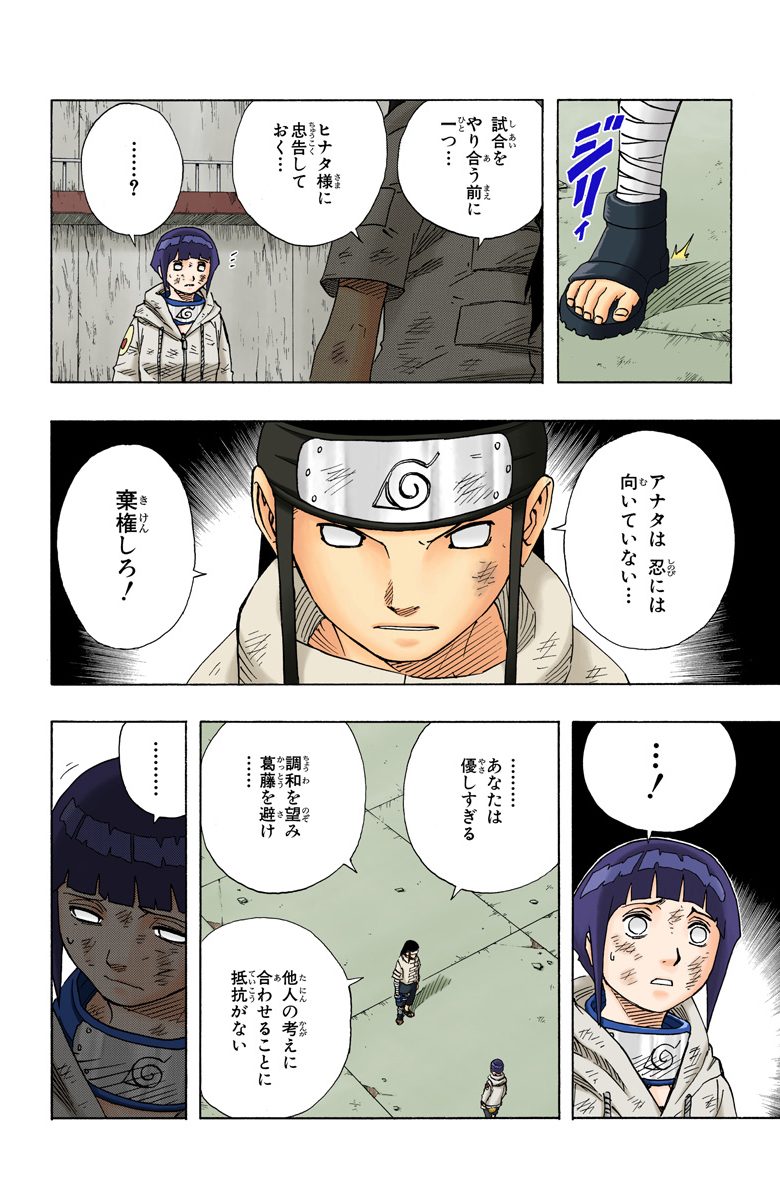 ジリィ
試合を
やり合う前に
一つ…
ヒナタ様に
忠告して
おく…
………?
アナタは 忍には
向いていない…
棄権しろ!
…!
………
あなたは
優しすぎる
調和を望み
葛藤を避け
………
他人の考えに
合わせることに
抵抗がない
………